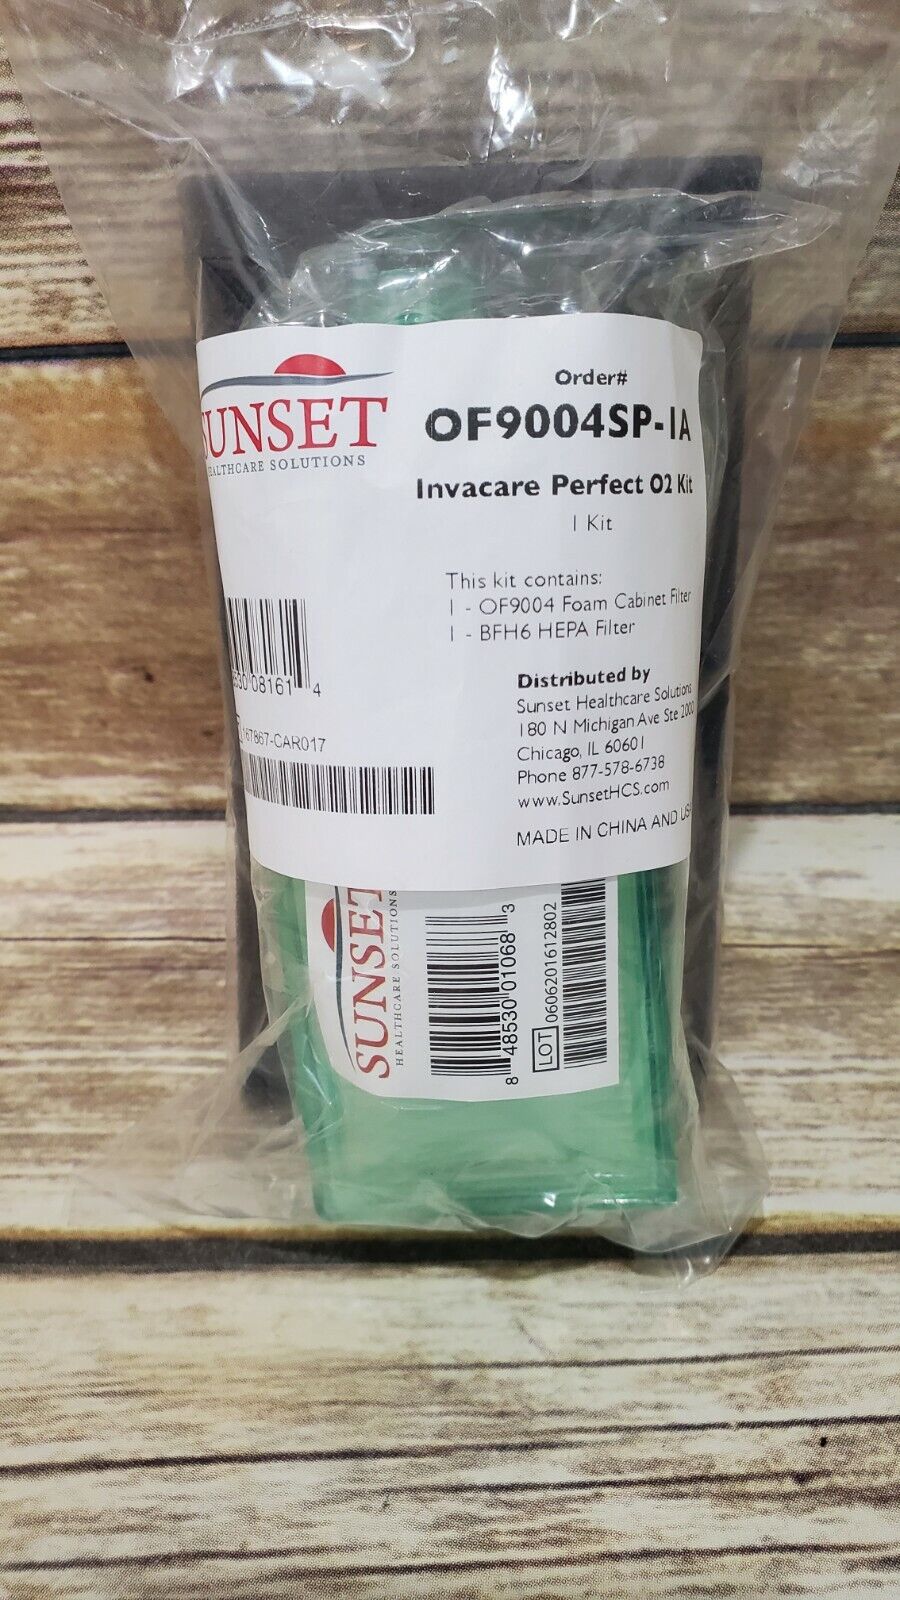 SUNSET
HEALTHCARE SOLUTIONS
Order#
OF9004SP-1A
Invacare Perfect O2 Kit
1 Kit
This kit contains:
1 - OF9004 Foam Cabinet Filter
1 - BFH6 HEPA Filter
530 08161 4
167867-CAR017
Distributed by
Sunset Healthcare Solutions
180 N Michigan Ave Ste 2000
Chicago, IL 60601
Phone 877-578-6738
www.SunsetHCS.com
MADE IN CHINA AND USA
SUNSET
HEALTHCARE SOLUTIONS
8 48530 01068 3
LOT 0606201612802